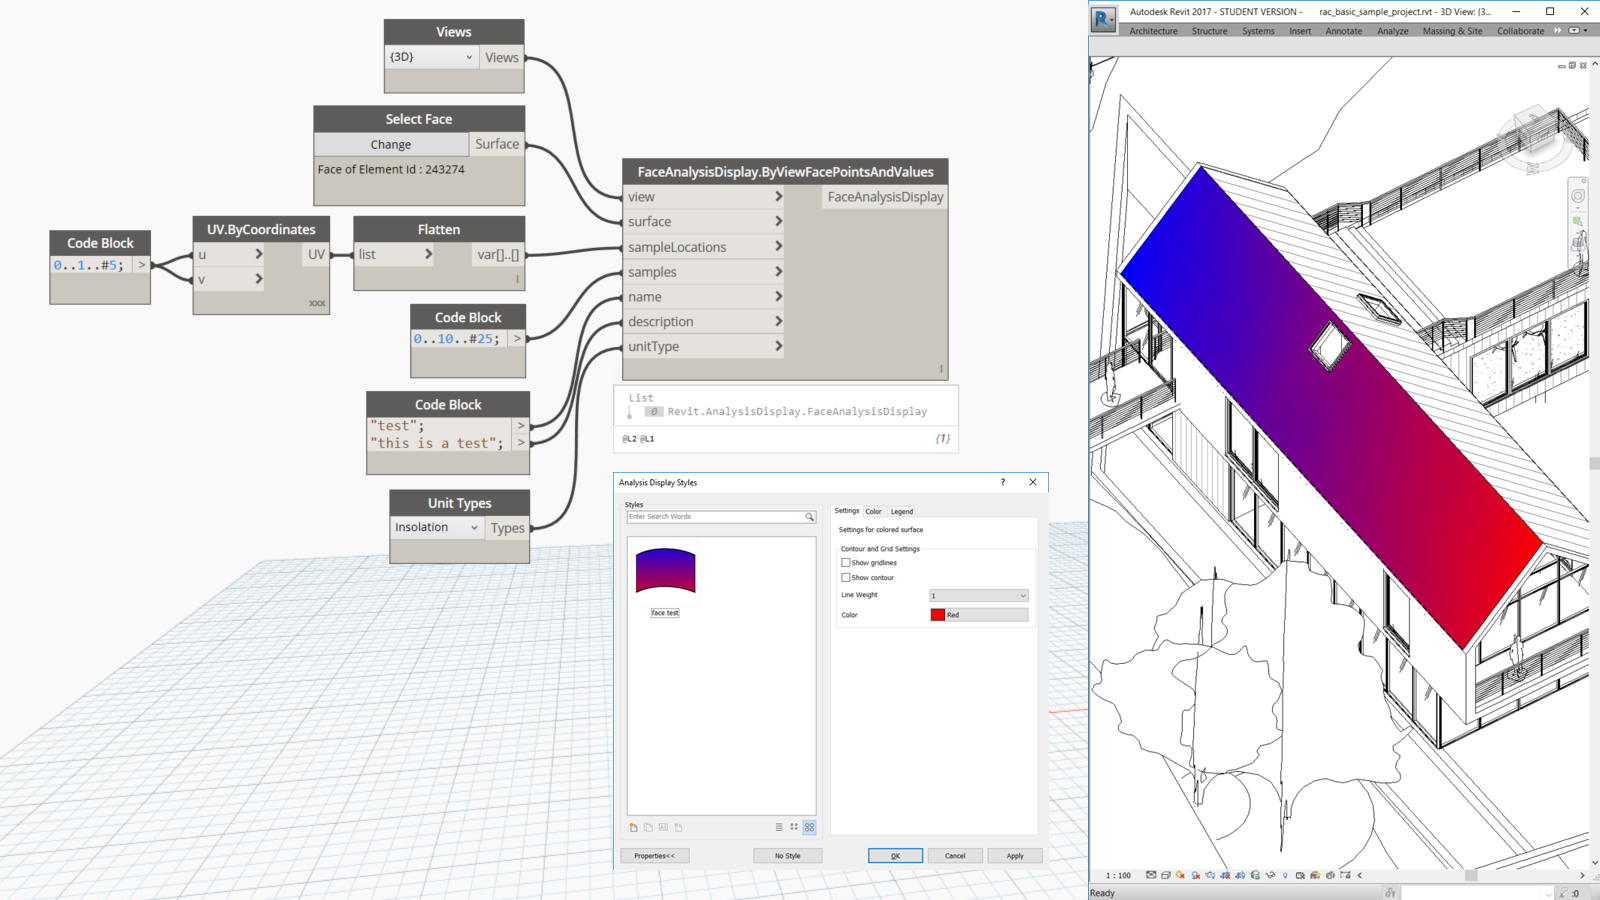 Views
{3D}
Views
Select Face
Change
Surface
Face of Element Id : 243274
Code Block
0..1..#5;
>
UV.ByCoordinates
u
>
UV
v
>
xxx
Flatten
list
>
var[]..[]
l
Code Block
0..10..#25;
>
Code Block
"test";
>
"this is a test";
>
Unit Types
Insolation
Types
FaceAnalysisDisplay.ByViewFacePointsAndValues
view
>
FaceAnalysisDisplay
surface
>
sampleLocations
>
samples
>
name
>
description
>
unitType
>
l
List
0 Revit.AnalysisDisplay.FaceAnalysisDisplay
@L2 @L1
{1}
Analysis Display Styles
?
Styles
Enter Search Words
face test
Settings
Color
Legend
Settings for colored surface
Contour and Grid Settings
Show gridlines
Show contour
Line Weight
1
Color
Red
Properties<<
No Style
OK
Cancel
Apply
Autodesk Revit 2017 - STUDENT VERSION - rac_basic_sample_project.rvt - 3D View: (3...
Architecture
Structure
Systems
Insert
Annotate
Analyze
Massing & Site
Collaborate
1 : 100
Ready
:0